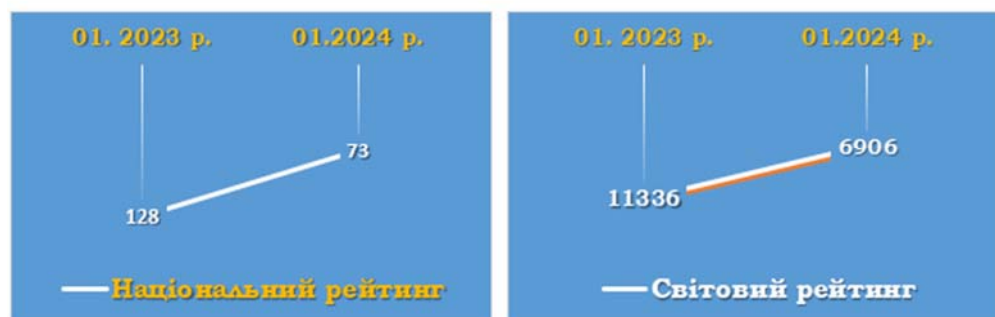 01. 2023 р. 01.2024 р.
73
128
Національний рейтинг
01. 2023 р. 01.2024 р.
6906
11336
Світовий рейтинг